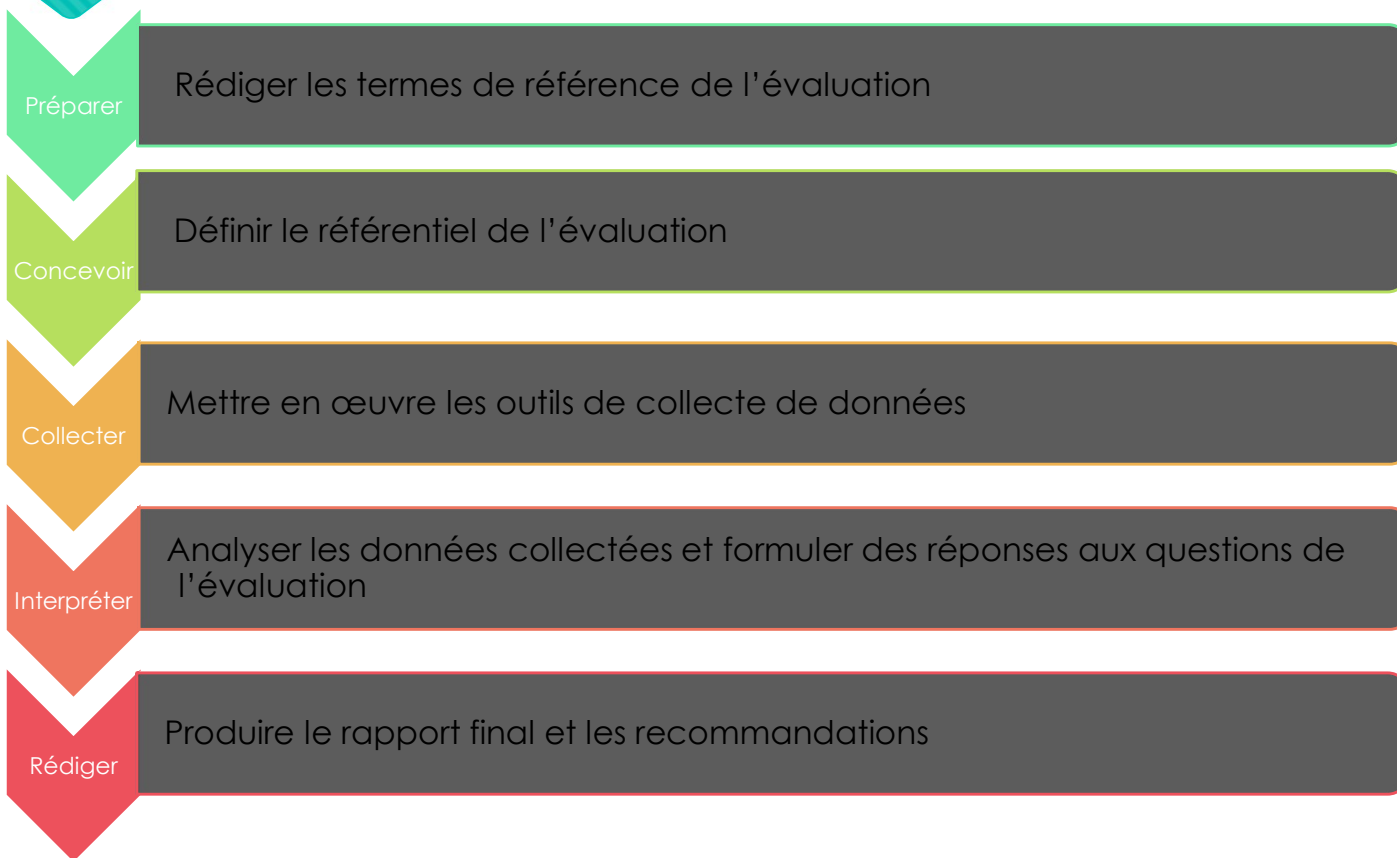 Préparer
Rédiger les termes de référence de l’évaluation
Concevoir
Définir le référentiel de l’évaluation
Collecter
Mettre en œuvre les outils de collecte de données
Interpréter
Analyser les données collectées et formuler des réponses aux questions de
l’évaluation
Rédiger
Produire le rapport final et les recommandations